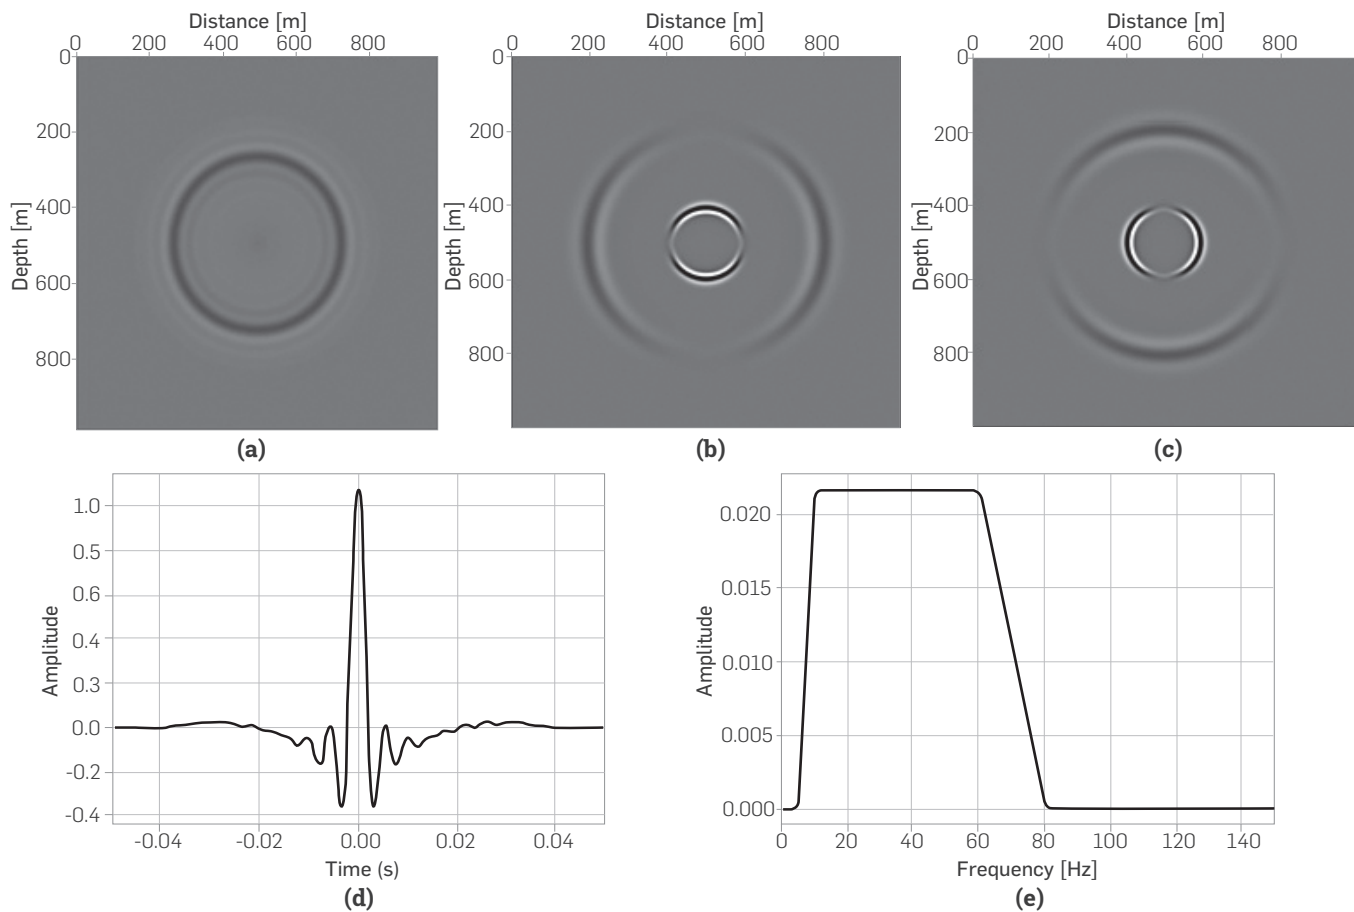 Distance [m]
0 200 400 600 800
0
200
400
600
800
Depth [m]
(a)
Distance [m]
0 200 400 600 800
0
200
400
600
800
Depth [m]
(b)
Distance [m]
0 200 400 600 800
0
200
400
600
800
Depth [m]
(c)
1.0
0.5
0.6
0.4
0.3
0.0
-0.2
-0.4
Amplitude
-0.04 -0.02 0.00 0.02 0.04
Time (s)
(d)
0.020
0.015
0.010
0.005
0.000
Amplitude
0 20 40 60 80 100 120 140
Frequency [Hz]
(e)